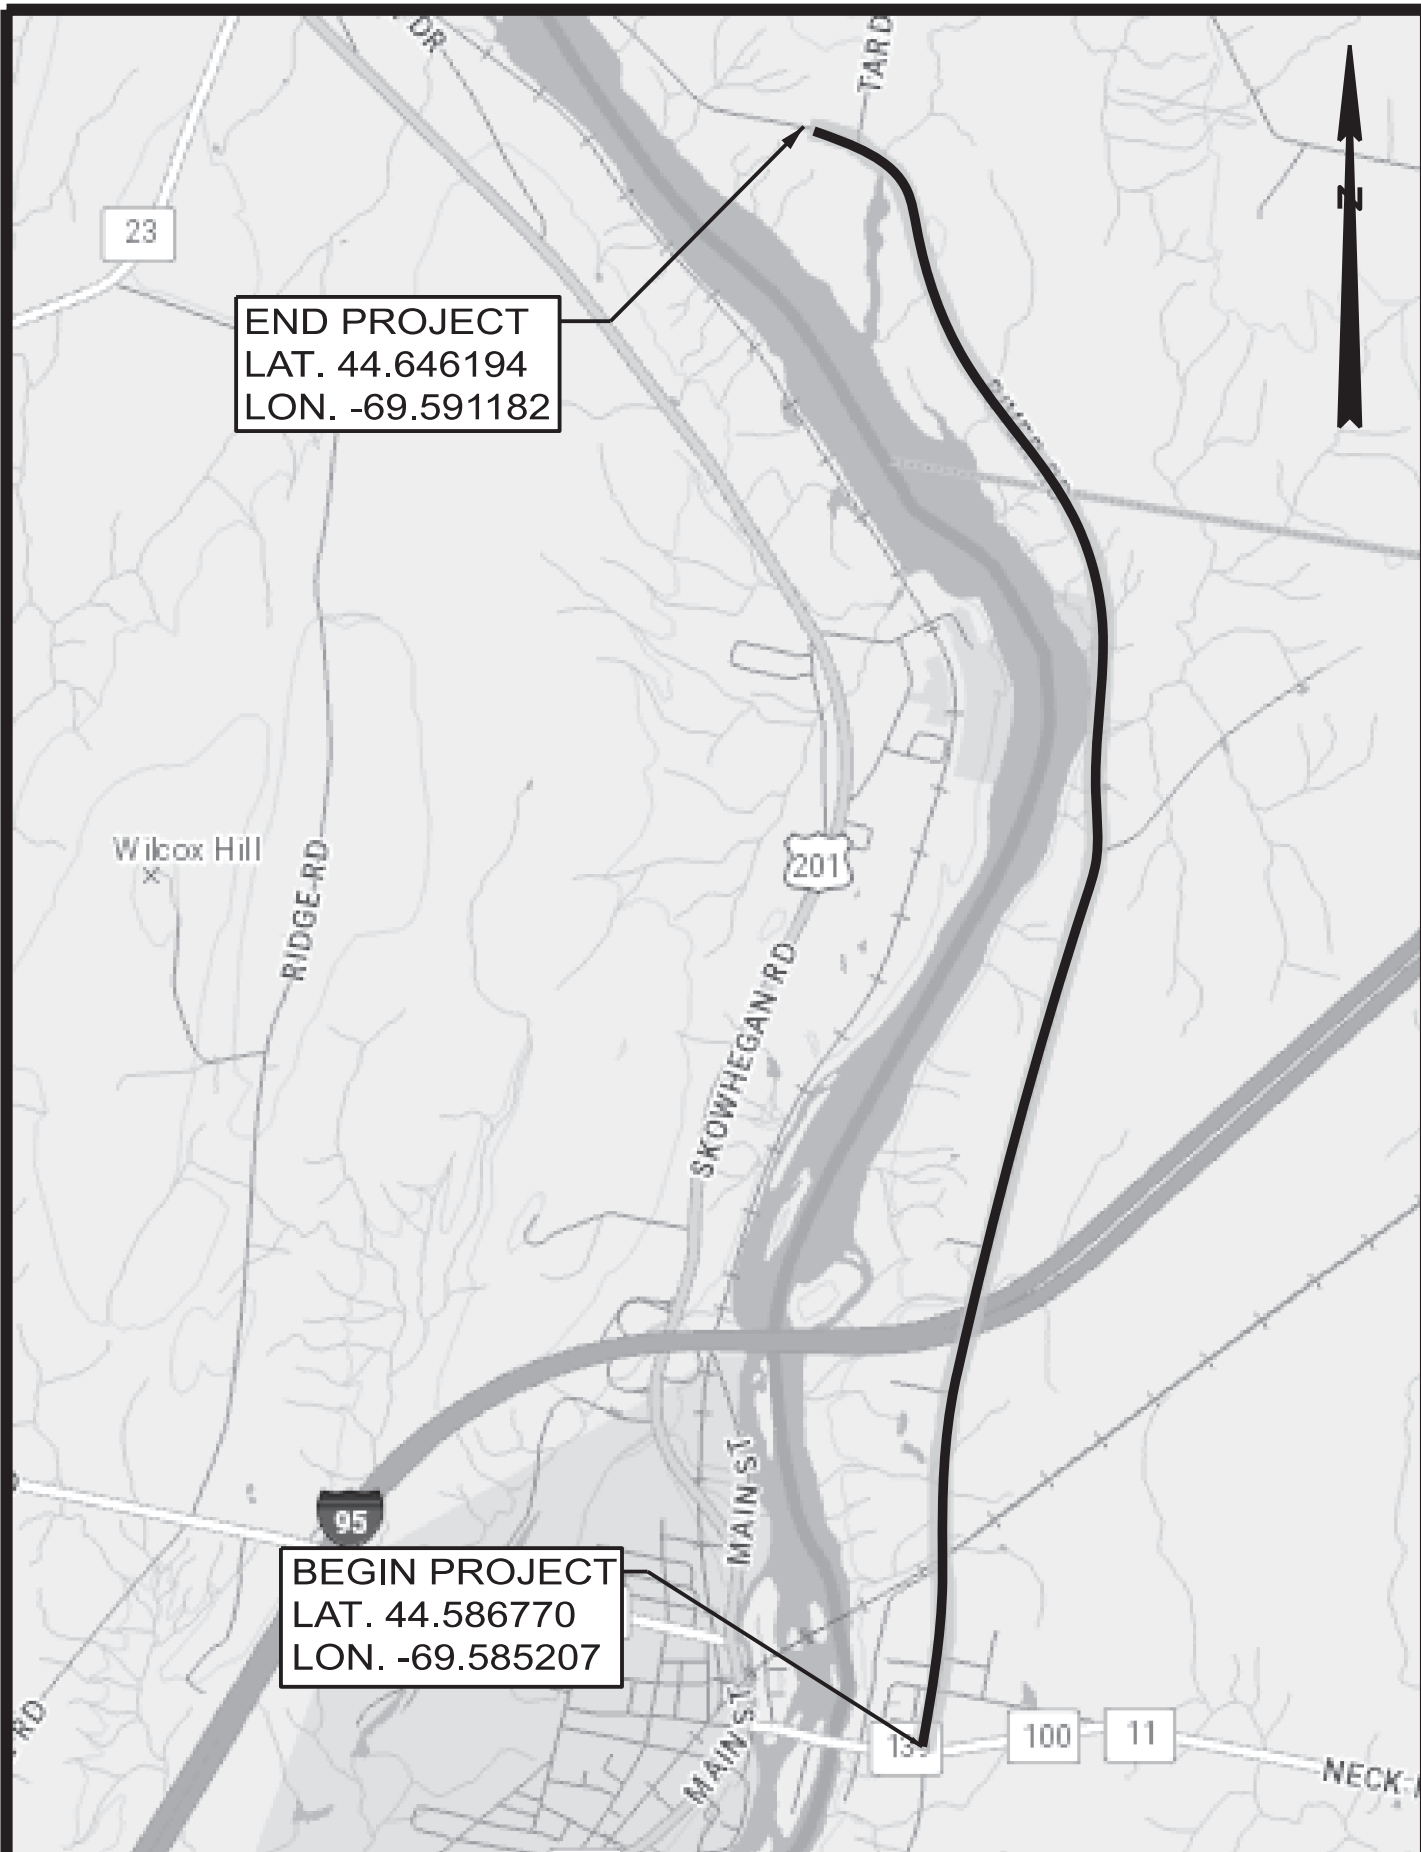 DR
TARD
N
23
END PROJECT
LAT. 44.646194
LON. -69.591182
Wilcox Hill
RIDGE RD
201
SKOWHEGAN RD
MAIN ST
95
BEGIN PROJECT
LAT. 44.586770
LON. -69.585207
RD
MAIN ST
100
11
NECK